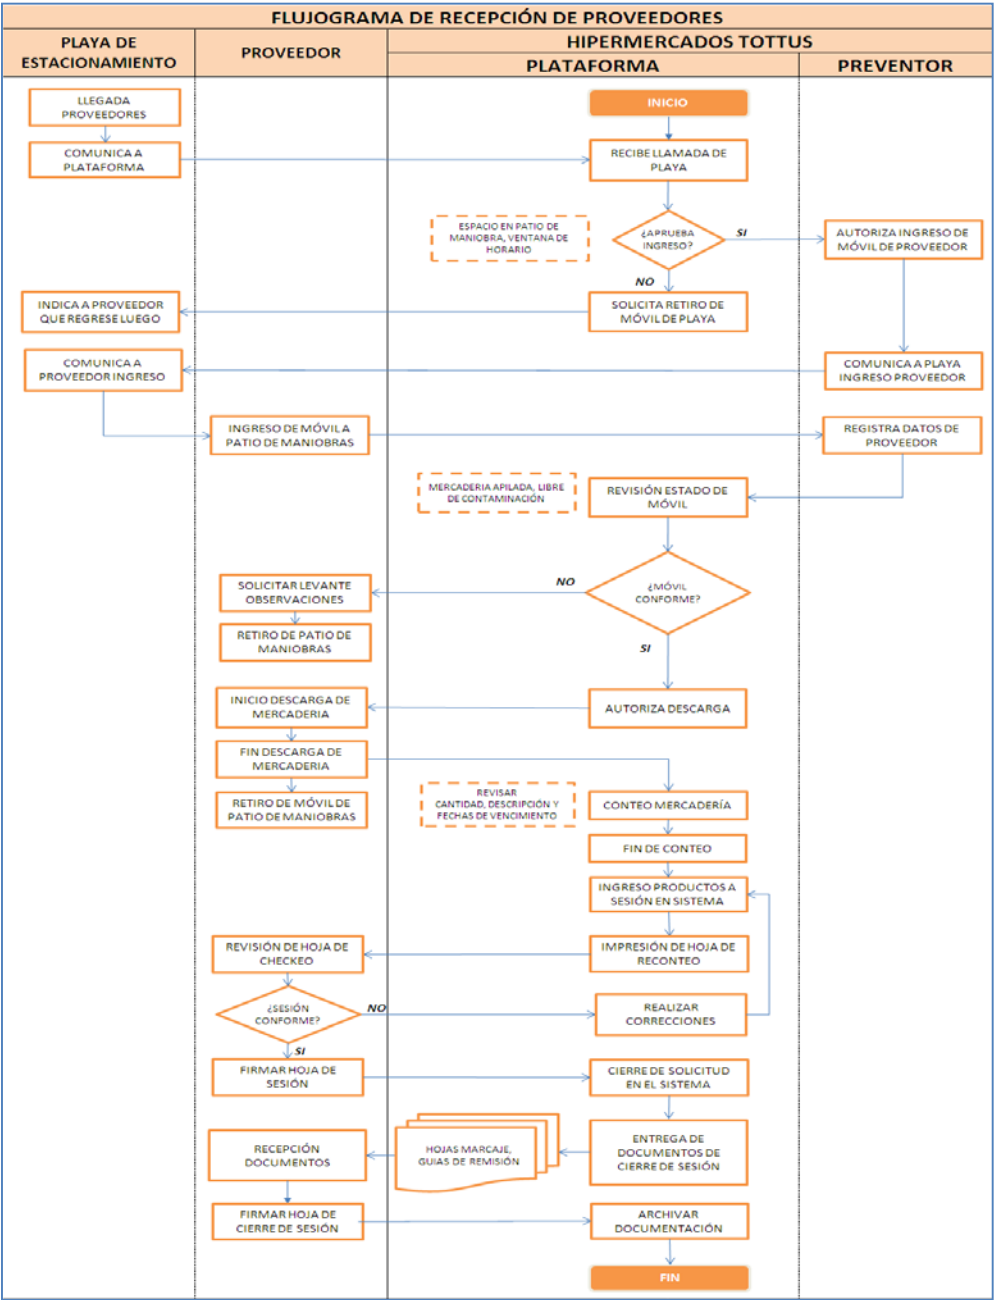 FLUJOGRAMA DE RECEPCIÓN DE PROVEEDORES
PLAYA DE
ESTACIONAMIENTO
PROVEEDOR
HIPERMERCADOS TOTTUS
PLATAFORMA
PREVENTOR
LLEGADA
PROVEEDORES
INICIO
COMUNICA A
PLATAFORMA
RECIBE LLAMADA DE
PLAYA
ESPACIO EN PATIO DE
MANIOBRA, VENTANA DE
HORARIO
¿APRUEBA
INGRESO?
SI
AUTORIZA INGRESO DE
MÓVIL DE PROVEEDOR
NO
INDICA A PROVEEDOR
QUE REGRESE LUEGO
SOLICITA RETIRO DE
MÓVIL DE PLAYA
COMUNICA A
PROVEEDOR INGRESO
COMUNICA A PLAYA
INGRESO PROVEEDOR
INGRESO DE MÓVIL A
PATIO DE MANIOBRAS
REGISTRA DATOS DE
PROVEEDOR
MERCADERIA APILADA, LIBRE
DE CONTAMINACIÓN
REVISIÓN ESTADO DE
MÓVIL
SOLICITAR LEVANTE
OBSERVACIONES
NO
¿MÓVIL
CONFORME?
RETIRO DE PATIO DE
MANIOBRAS
SI
INICIO DESCARGA DE
MERCADERIA
AUTORIZA DESCARGA
FIN DESCARGA DE
MERCADERIA
RETIRO DE MÓVIL DE
PATIO DE MANIOBRAS
REVISAR
CANTIDAD, DESCRIPCIÓN Y
FECHAS DE VENCIMIENTO
CONTEO MERCADERÍA
FIN DE CONTEO
INGRESO PRODUCTOS A
SESIÓN EN SISTEMA
REVISIÓN DE HOJA DE
CHECKEO
IMPRESIÓN DE HOJA DE
RECONTEO
¿SESIÓN
CONFORME?
NO
REALIZAR
CORRECCIONES
SI
FIRMAR HOJA DE
SESIÓN
CIERRE DE SOLICITUD
EN EL SISTEMA
RECEPCIÓN
DOCUMENTOS
HOJAS MARCAJE,
GUIAS DE REMISIÓN
ENTREGA DE
DOCUMENTOS DE
CIERRE DE SESIÓN
FIRMAR HOJA DE
CIERRE DE SESIÓN
ARCHIVAR
DOCUMENTACIÓN
FIN